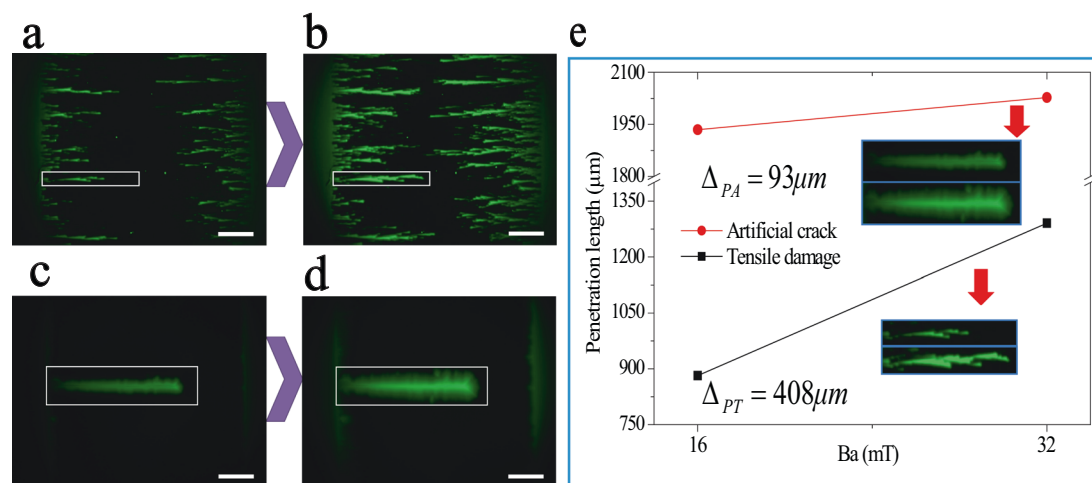 a
b
c
d
e
2100
1950
1800
1350
1200
1050
900
750
Penetration length (μm)
Δ_PA = 93μm
Artificial crack
Tensile damage
Δ_PT = 408μm
16
32
Ba (mT)